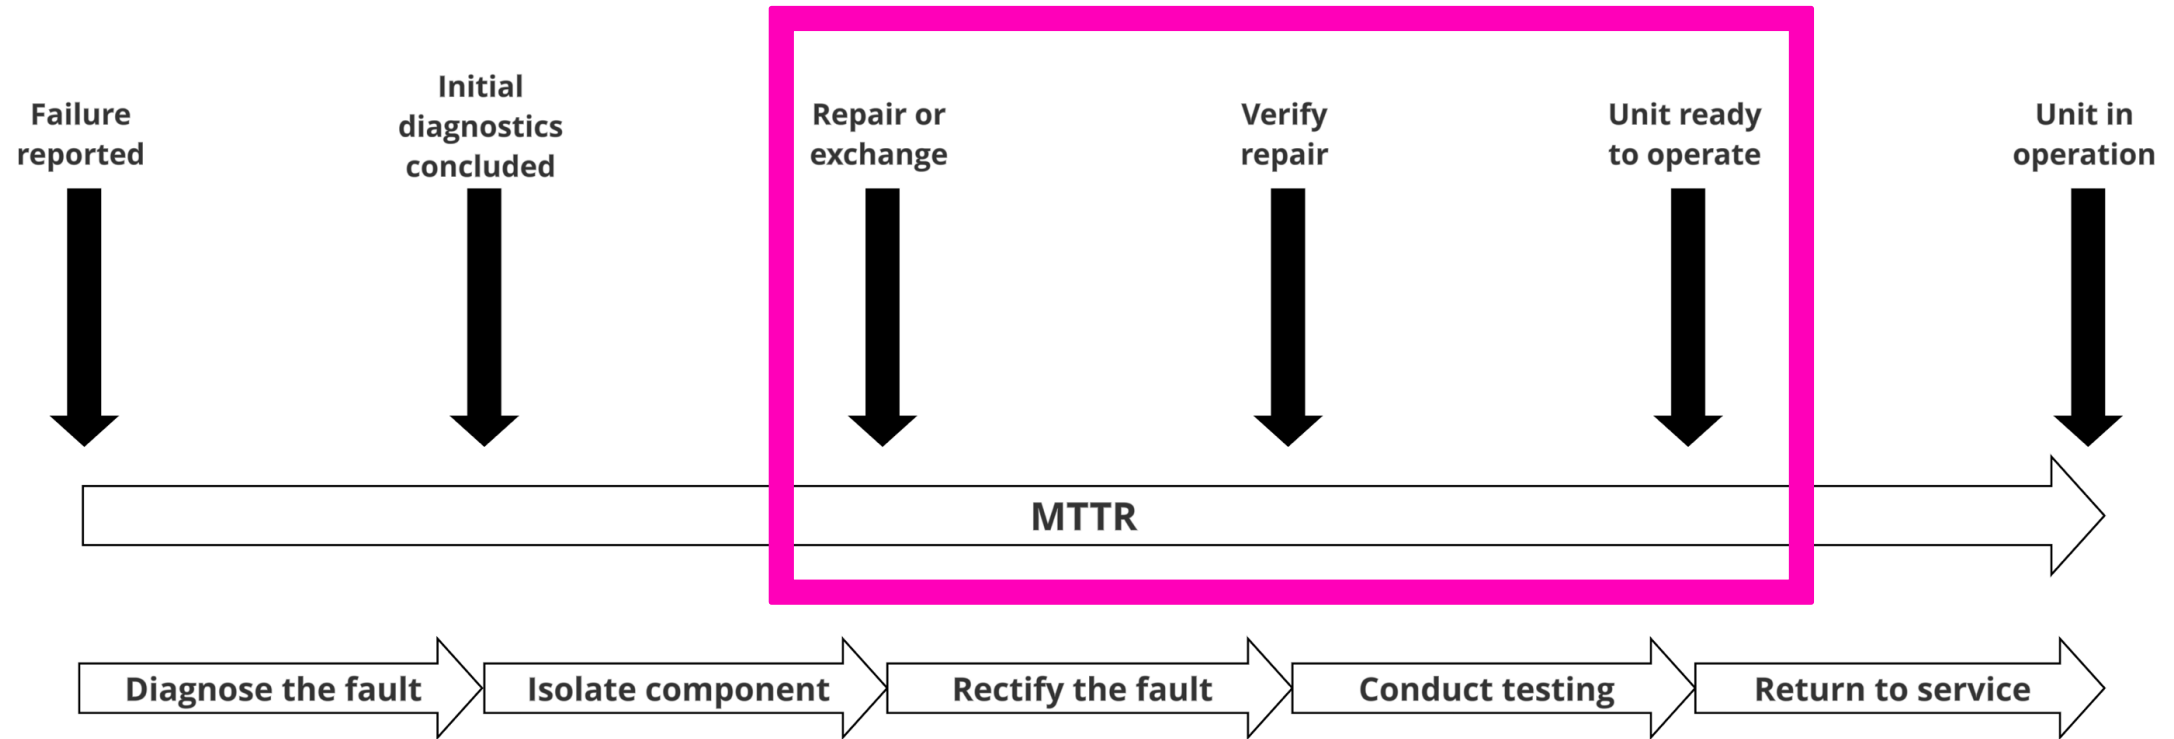 Failure
reported
Initial
diagnostics
concluded
Repair or
exchange
Verify
repair
Unit ready
to operate
Unit in
operation
MTTR
Diagnose the fault
Isolate component
Rectify the fault
Conduct testing
Return to service